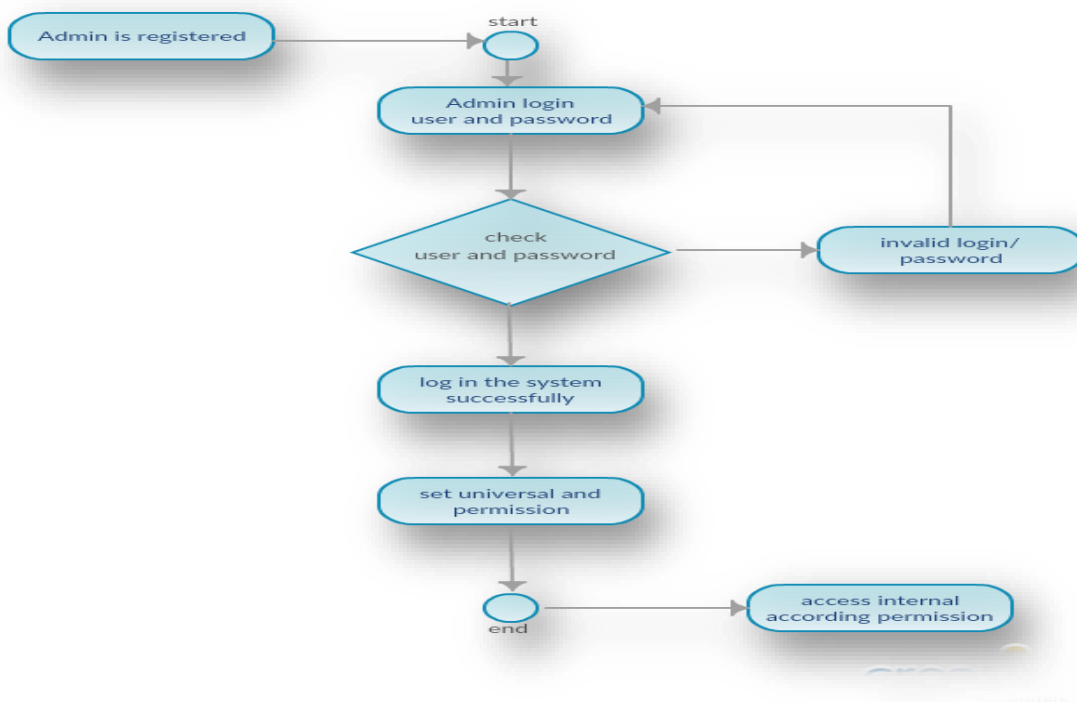 start
Admin is registered
Admin login
user and password
check
user and password
invalid login/
password
log in the system
successfully
set universal and
permission
end
access internal
according permission